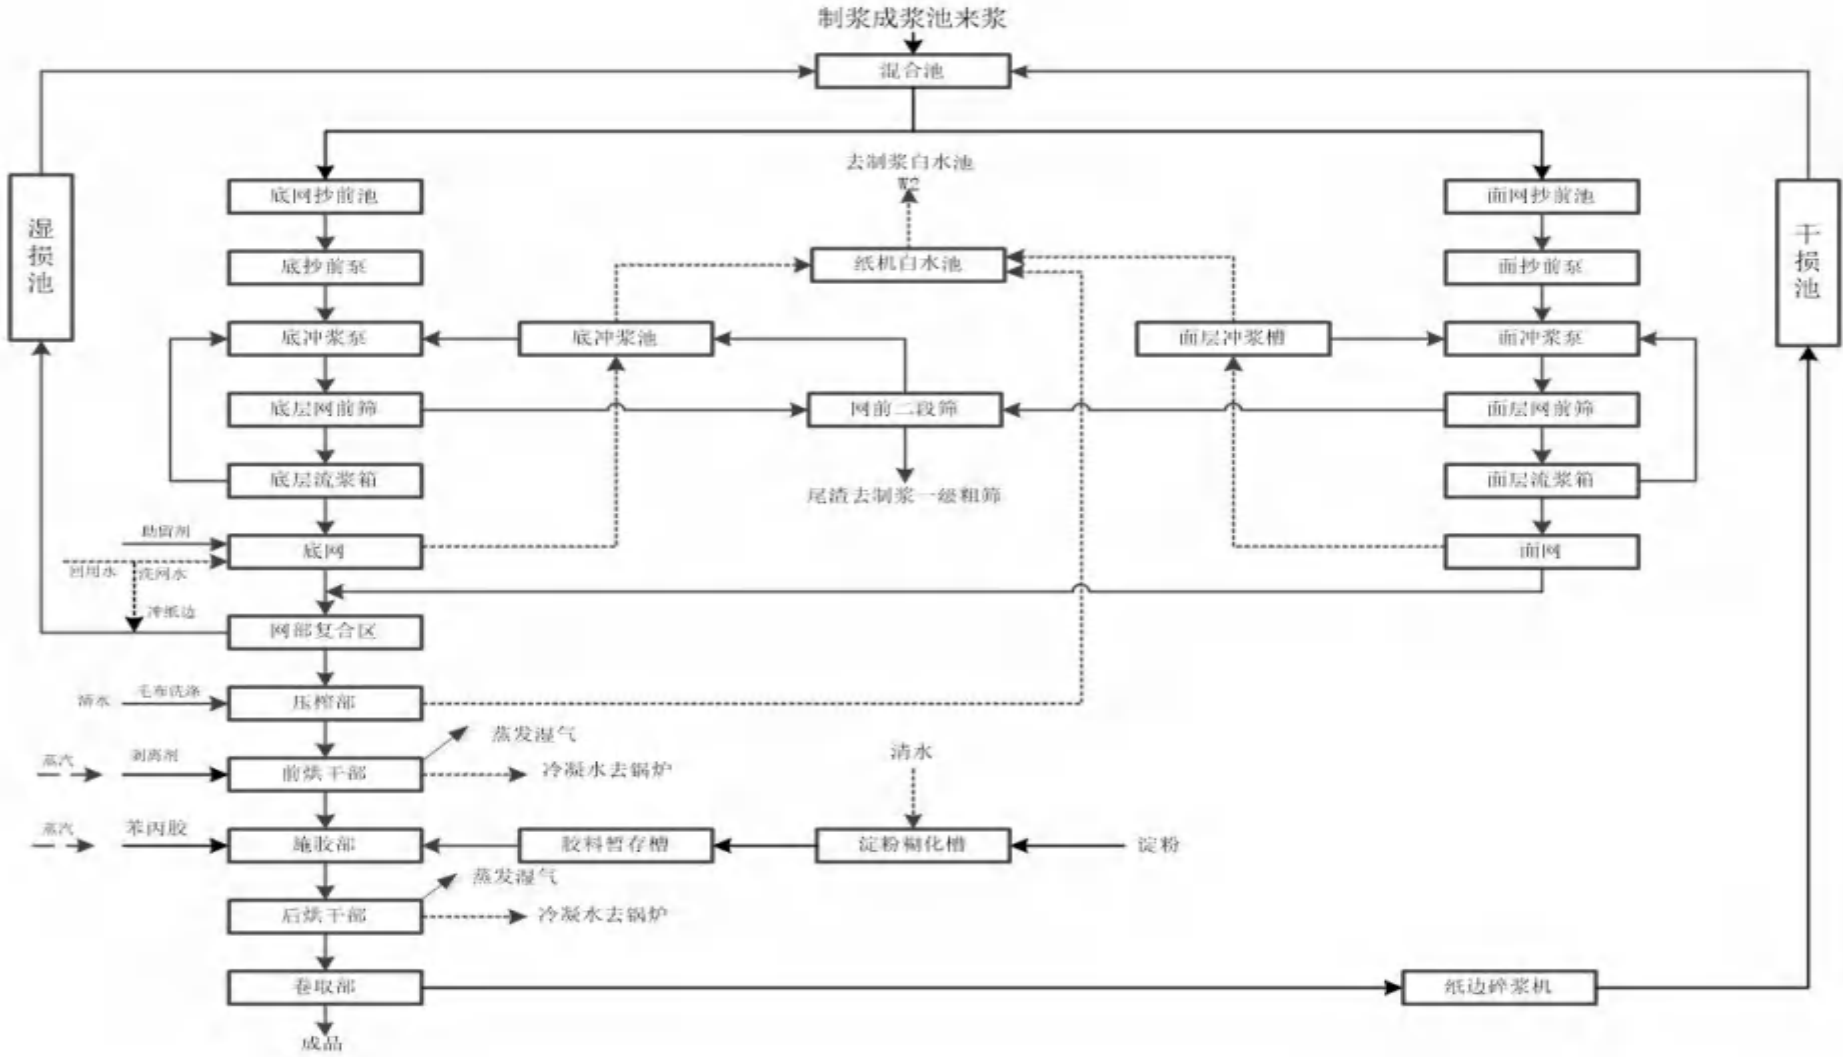 制浆成浆池来浆
混合池
去制浆白水池
W2
湿损池
底网抄前池
面网抄前池
干损池
底抄前泵
纸机白水池
面抄前泵
底冲浆泵
底冲浆池
面层冲浆槽
面冲浆泵
底层网前筛
网前二段筛
面层网前筛
底层流浆箱
尾渣去制浆一级粗筛
面层流浆箱
助留剂
底网
面网
回用水
洗网水
冲纸边
网部复合区
清水
毛布洗涤
压榨部
蒸发湿气
蒸汽
剥离剂
前烘干部
冷凝水去锅炉
清水
蒸汽
苯丙胶
施胶部
胶料暂存槽
淀粉糊化槽
淀粉
蒸发湿气
后烘干部
冷凝水去锅炉
卷取部
纸边碎浆机
成品